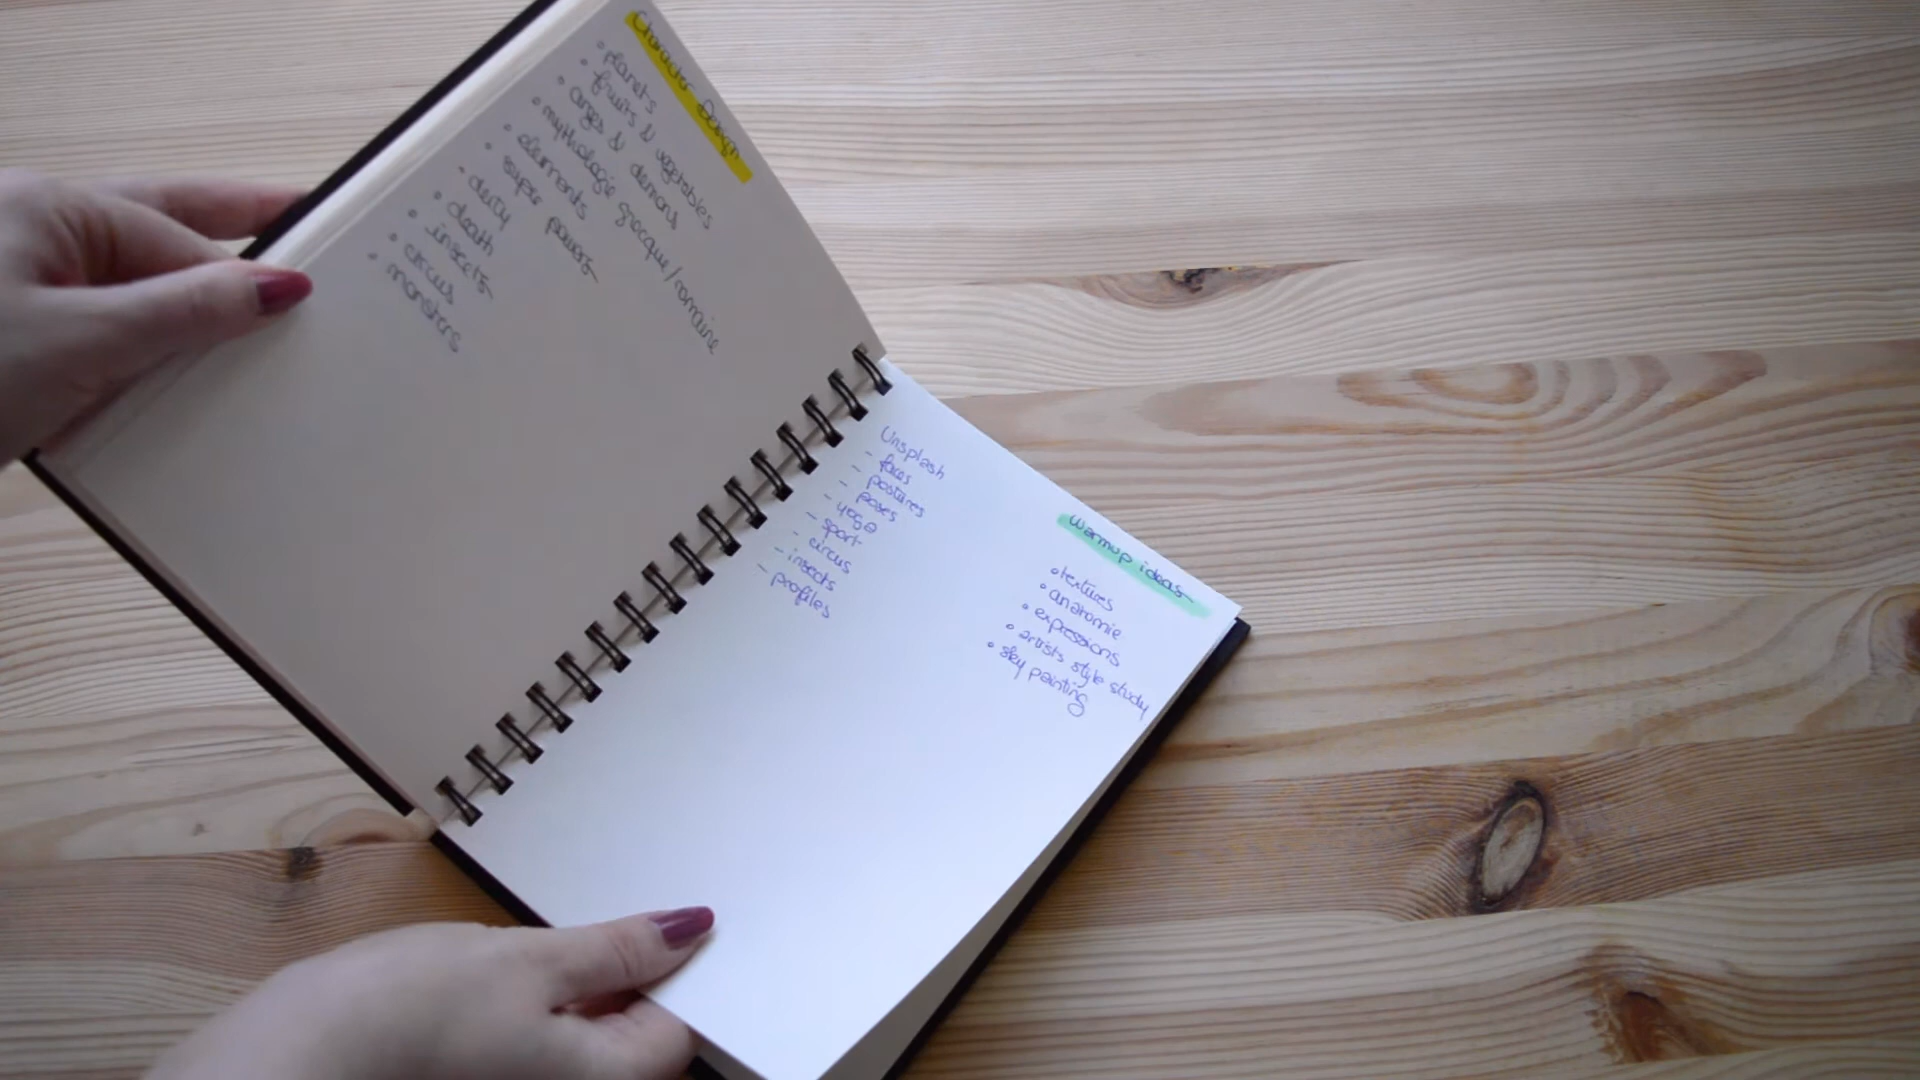 Character Design
• planets
• fruits & vegetables
• anges & demons
• mythologie grecque/romaine
• elements
• super powers
• deity
• death
• insects
• circus
• monsters
Unsplash
- faces
- postures
- poses
- yoga
- sport
- circus
- insects
- profiles
Warmup ideas
• textures
• anatomie
• expressions
• artists style study
• sky painting